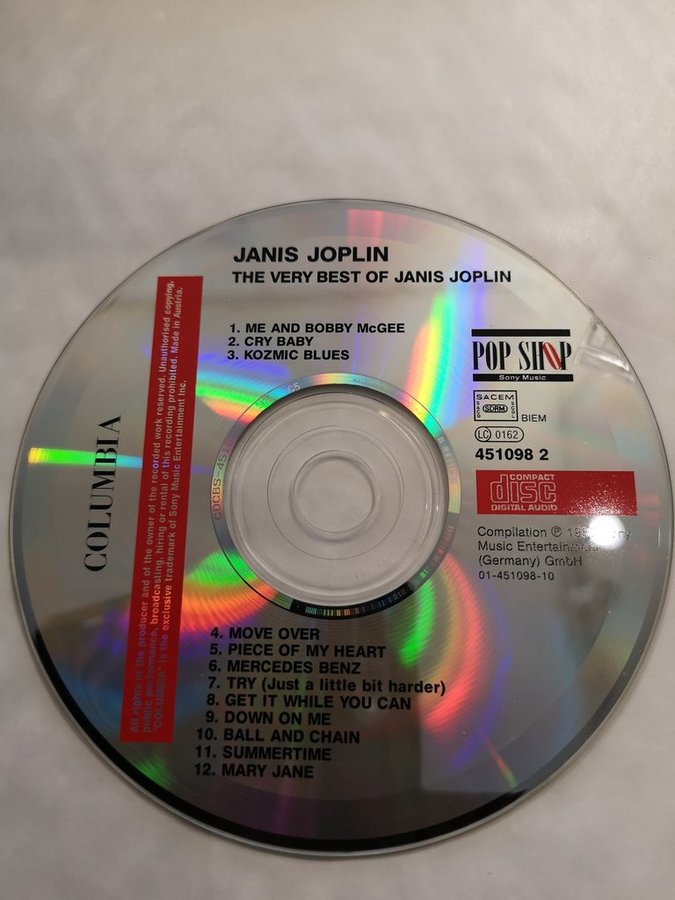 JANIS JOPLIN
THE VERY BEST OF JANIS JOPLIN
1. ME AND BOBBY McGEE
2. CRY BABY
3. KOZMIC BLUES
POP SHOP
Sony Music
SACEM
SDRM
BIEM
LC 0162
451098 2
COMPACT
disc
DIGITAL AUDIO
Compilation ℗
Music
(Germany) GmbH
01-451098-10
COLUMBIA
All rights of the producer and of the owner of the recorded work reserved. Unauthorised copying,
public performance, broadcasting, hiring or rental of this recording prohibited. Made in Austria.
"COLUMBIA" is the exclusive trademark of Sony Music Entertainment Inc.
4. MOVE OVER
5. PIECE OF MY HEART
6. MERCEDES BENZ
7. TRY (Just a little bit harder)
8. GET IT WHILE YOU CAN
9. DOWN ON ME
10. BALL AND CHAIN
11. SUMMERTIME
12. MARY JANE